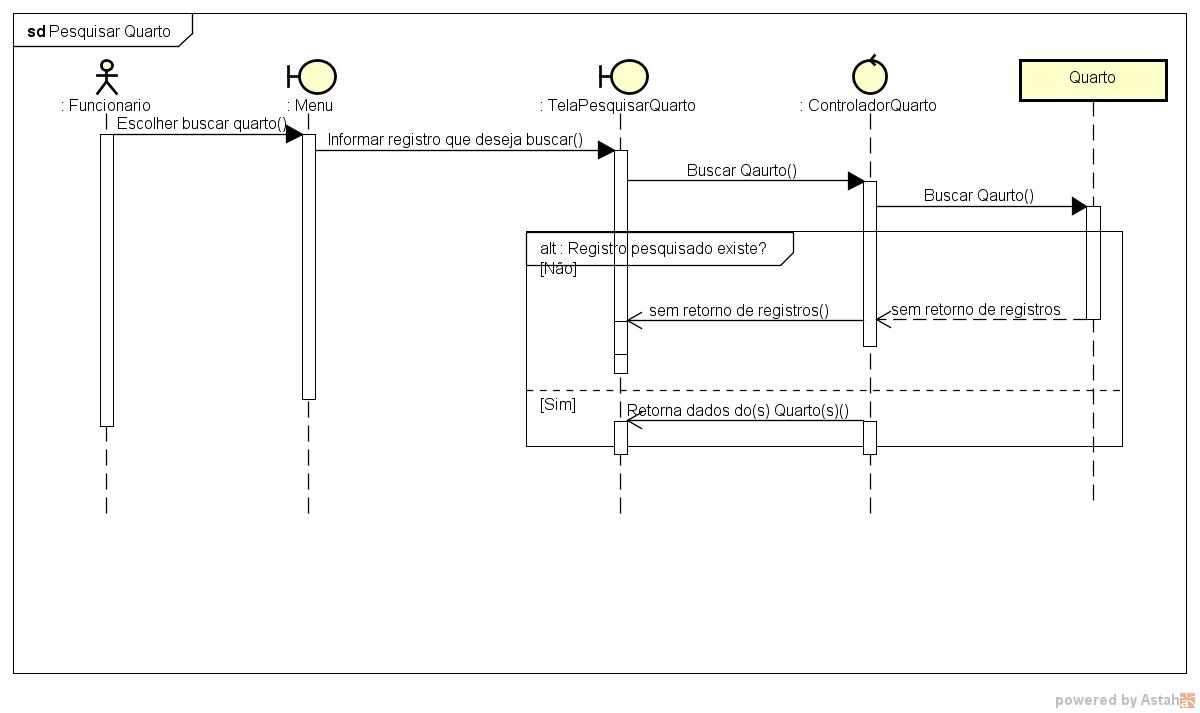 sd Pesquisar Quarto
: Funcionario
: Menu
: TelaPesquisarQuarto
: ControladorQuarto
Quarto
Escolher buscar quarto()
Informar registro que deseja buscar()
Buscar Qaurto()
Buscar Qaurto()
alt : Registro pesquisado existe?
[Não]
sem retorno de registros()
sem retorno de registros
[Sim]
Retorna dados do(s) Quarto(s)()
powered by Astah